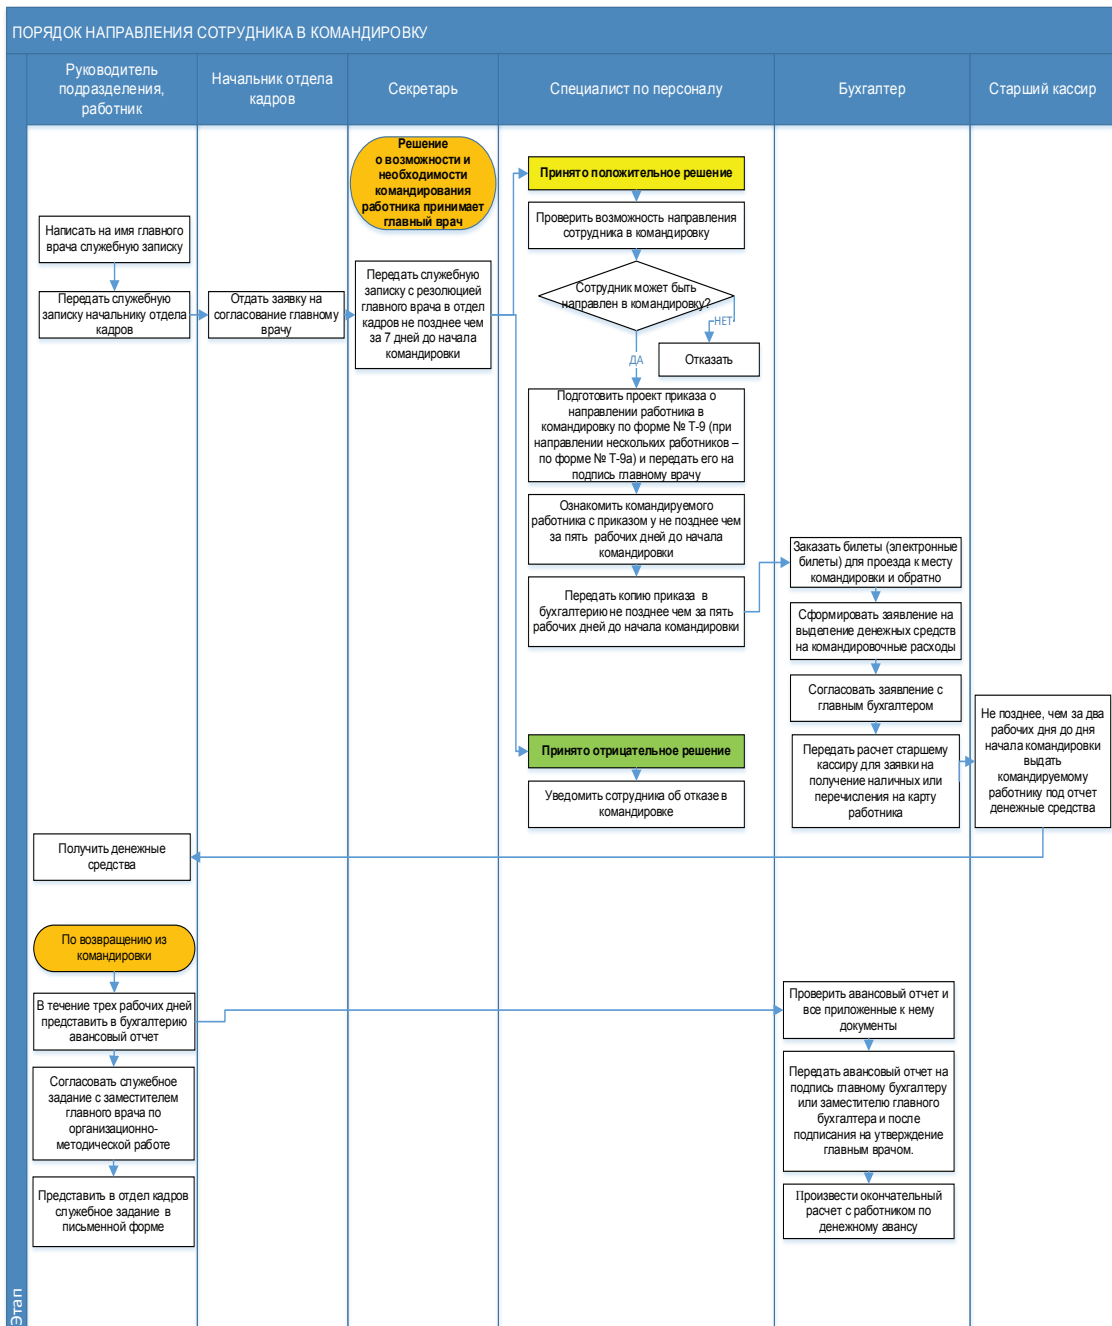 ПОРЯДОК НАПРАВЛЕНИЯ СОТРУДНИКА В КОМАНДИРОВКУ
Руководитель
подразделения,
работник
Начальник отдела
кадров
Секретарь
Специалист по персоналу
Бухгалтер
Старший кассир
Написать на имя главного
врача служебную записку
Передать служебную
записку начальнику отдела
кадров
Отдать заявку на
согласование главному
врачу
Решение
о возможности и
необходимости
командирования
работника принимает
главный врач
Передать служебную
записку с резолюцией
главного врача в отдел
кадров не позднее чем
за 7 дней до начала
командировки
Принято положительное решение
Проверить возможность направления
сотрудника в командировку
Сотрудник может быть
направлен в командировку?
НЕТ
Отказать
ДА
Подготовить проект приказа о
направлении работника в
командировку по форме № Т-9 (при
направлении нескольких работников –
по форме № Т-9а) и передать его на
подпись главному врачу
Ознакомить командируемого
работника с приказом у не позднее чем
за пять рабочих дней до начала
командировки
Передать копию приказа в
бухгалтерию не позднее чем за пять
рабочих дней до начала командировки
Принято отрицательное решение
Уведомить сотрудника об отказе в
командировке
Заказать билеты (электронные
билеты) для проезда к месту
командировки и обратно
Сформировать заявление на
выделение денежных средств
на командировочные расходы
Согласовать заявление с
главным бухгалтером
Передать расчет старшему
кассиру для заявки на
получение наличных или
перечисления на карту
работника
Не позднее, чем за два
рабочих дня до дня
начала командировки
выдать
командируемому
работнику под отчет
денежные средства
Получить денежные
средства
По возвращению из
командировки
В течение трех рабочих дней
представить в бухгалтерию
авансовый отчет
Согласовать служебное
задание с заместителем
главного врача по
организационно-
методической работе
Представить в отдел кадров
служебное задание в
письменной форме
Проверить авансовый отчет и
все приложенные к нему
документы
Передать авансовый отчет на
подпись главному бухгалтеру
или заместителю главного
бухгалтера и после
подписания на утверждение
главным врачом.
Произвести окончательный
расчет с работником по
денежному авансу
Этап